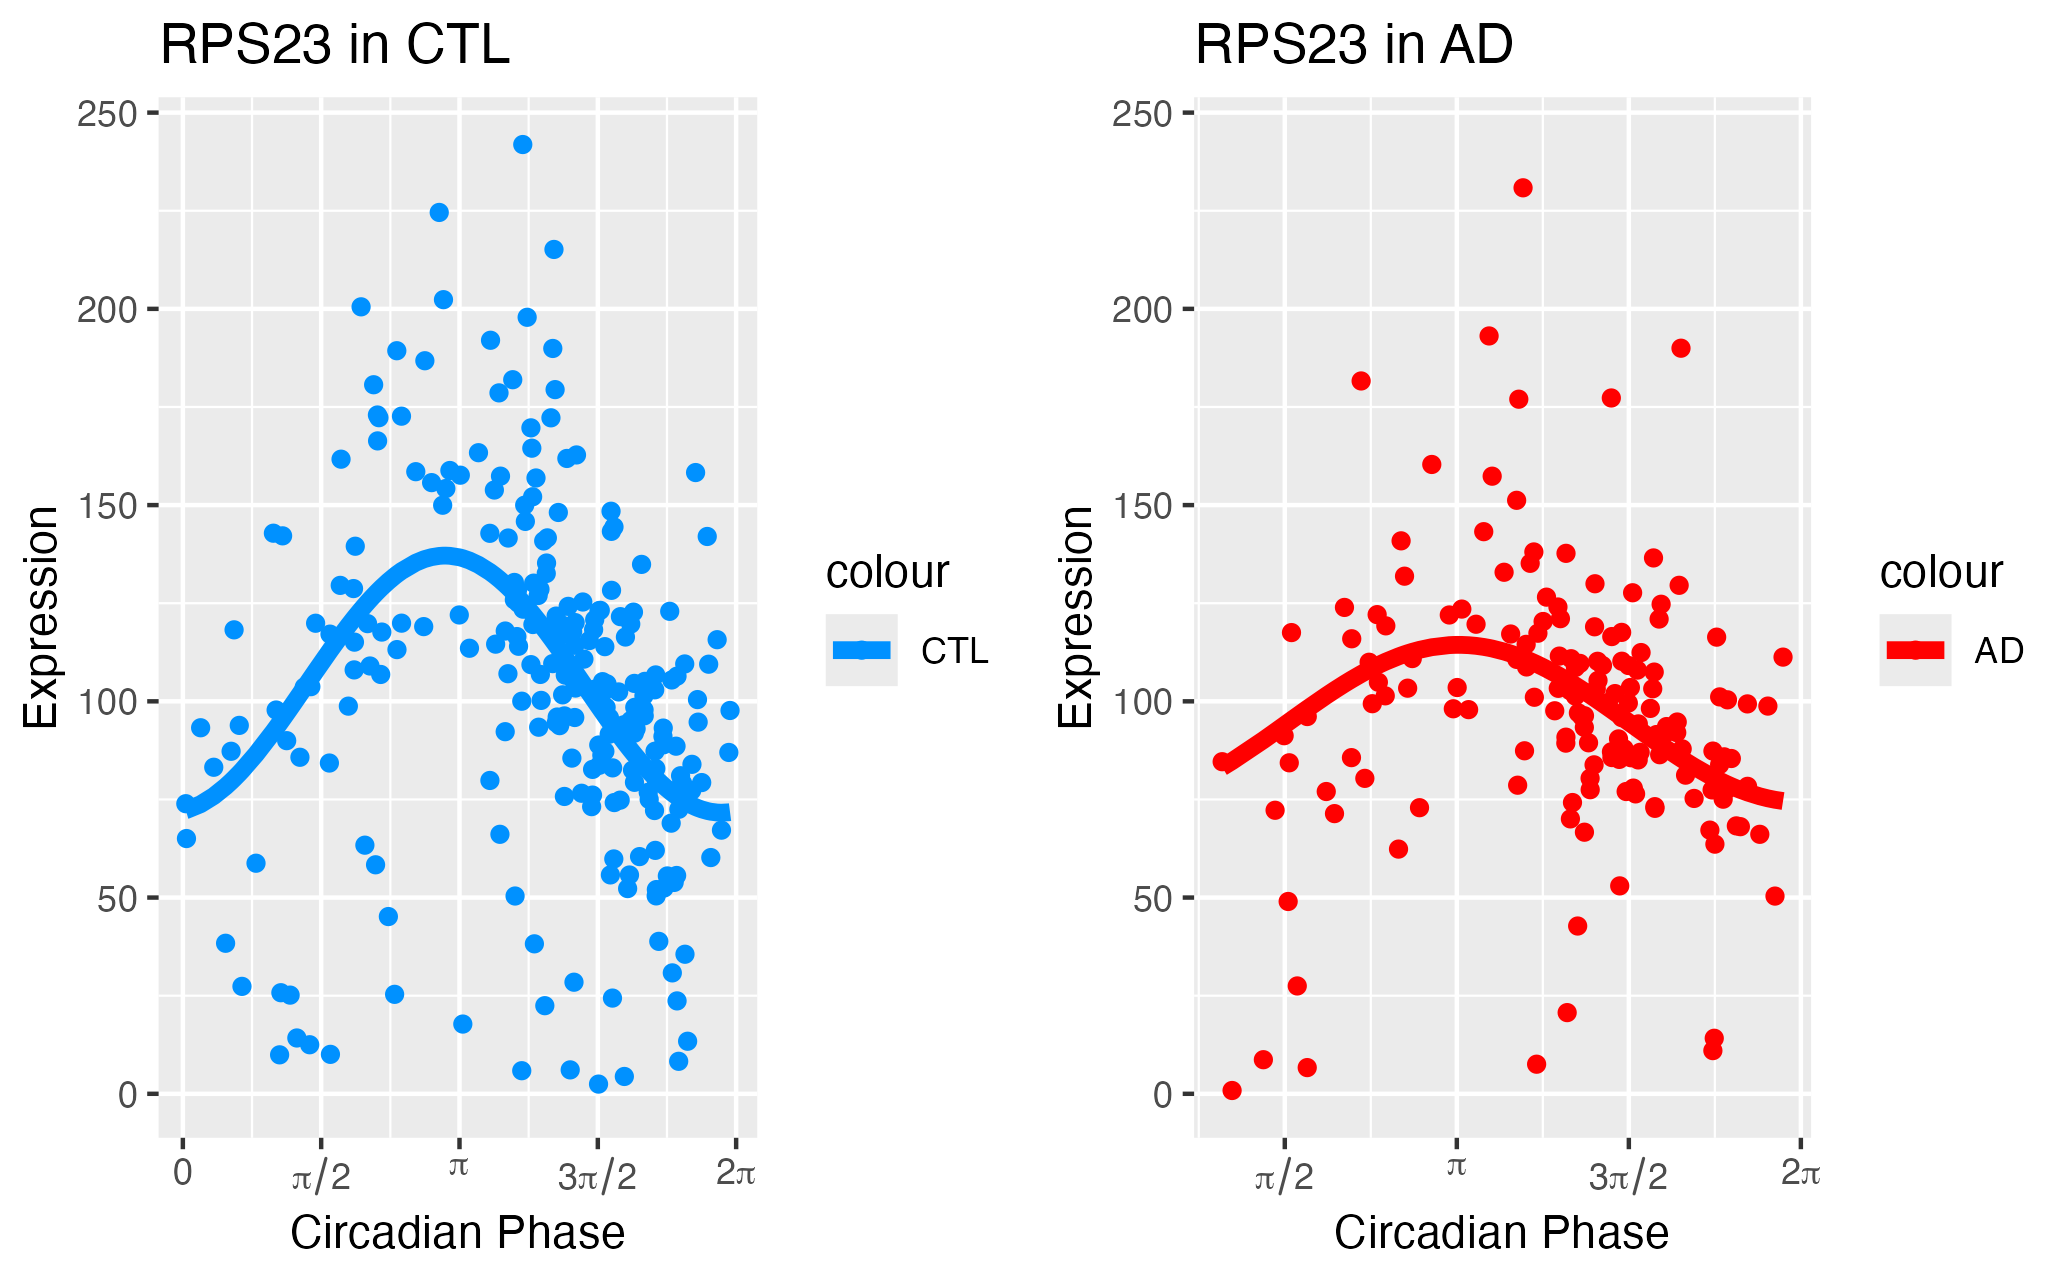 RPS23 in CTL
250
200
150
100
50
0
Expression
0
π/2
π
3π/2
2π
Circadian Phase
colour
CTL
RPS23 in AD
250
200
150
100
50
0
Expression
π/2
π
3π/2
2π
Circadian Phase
colour
AD